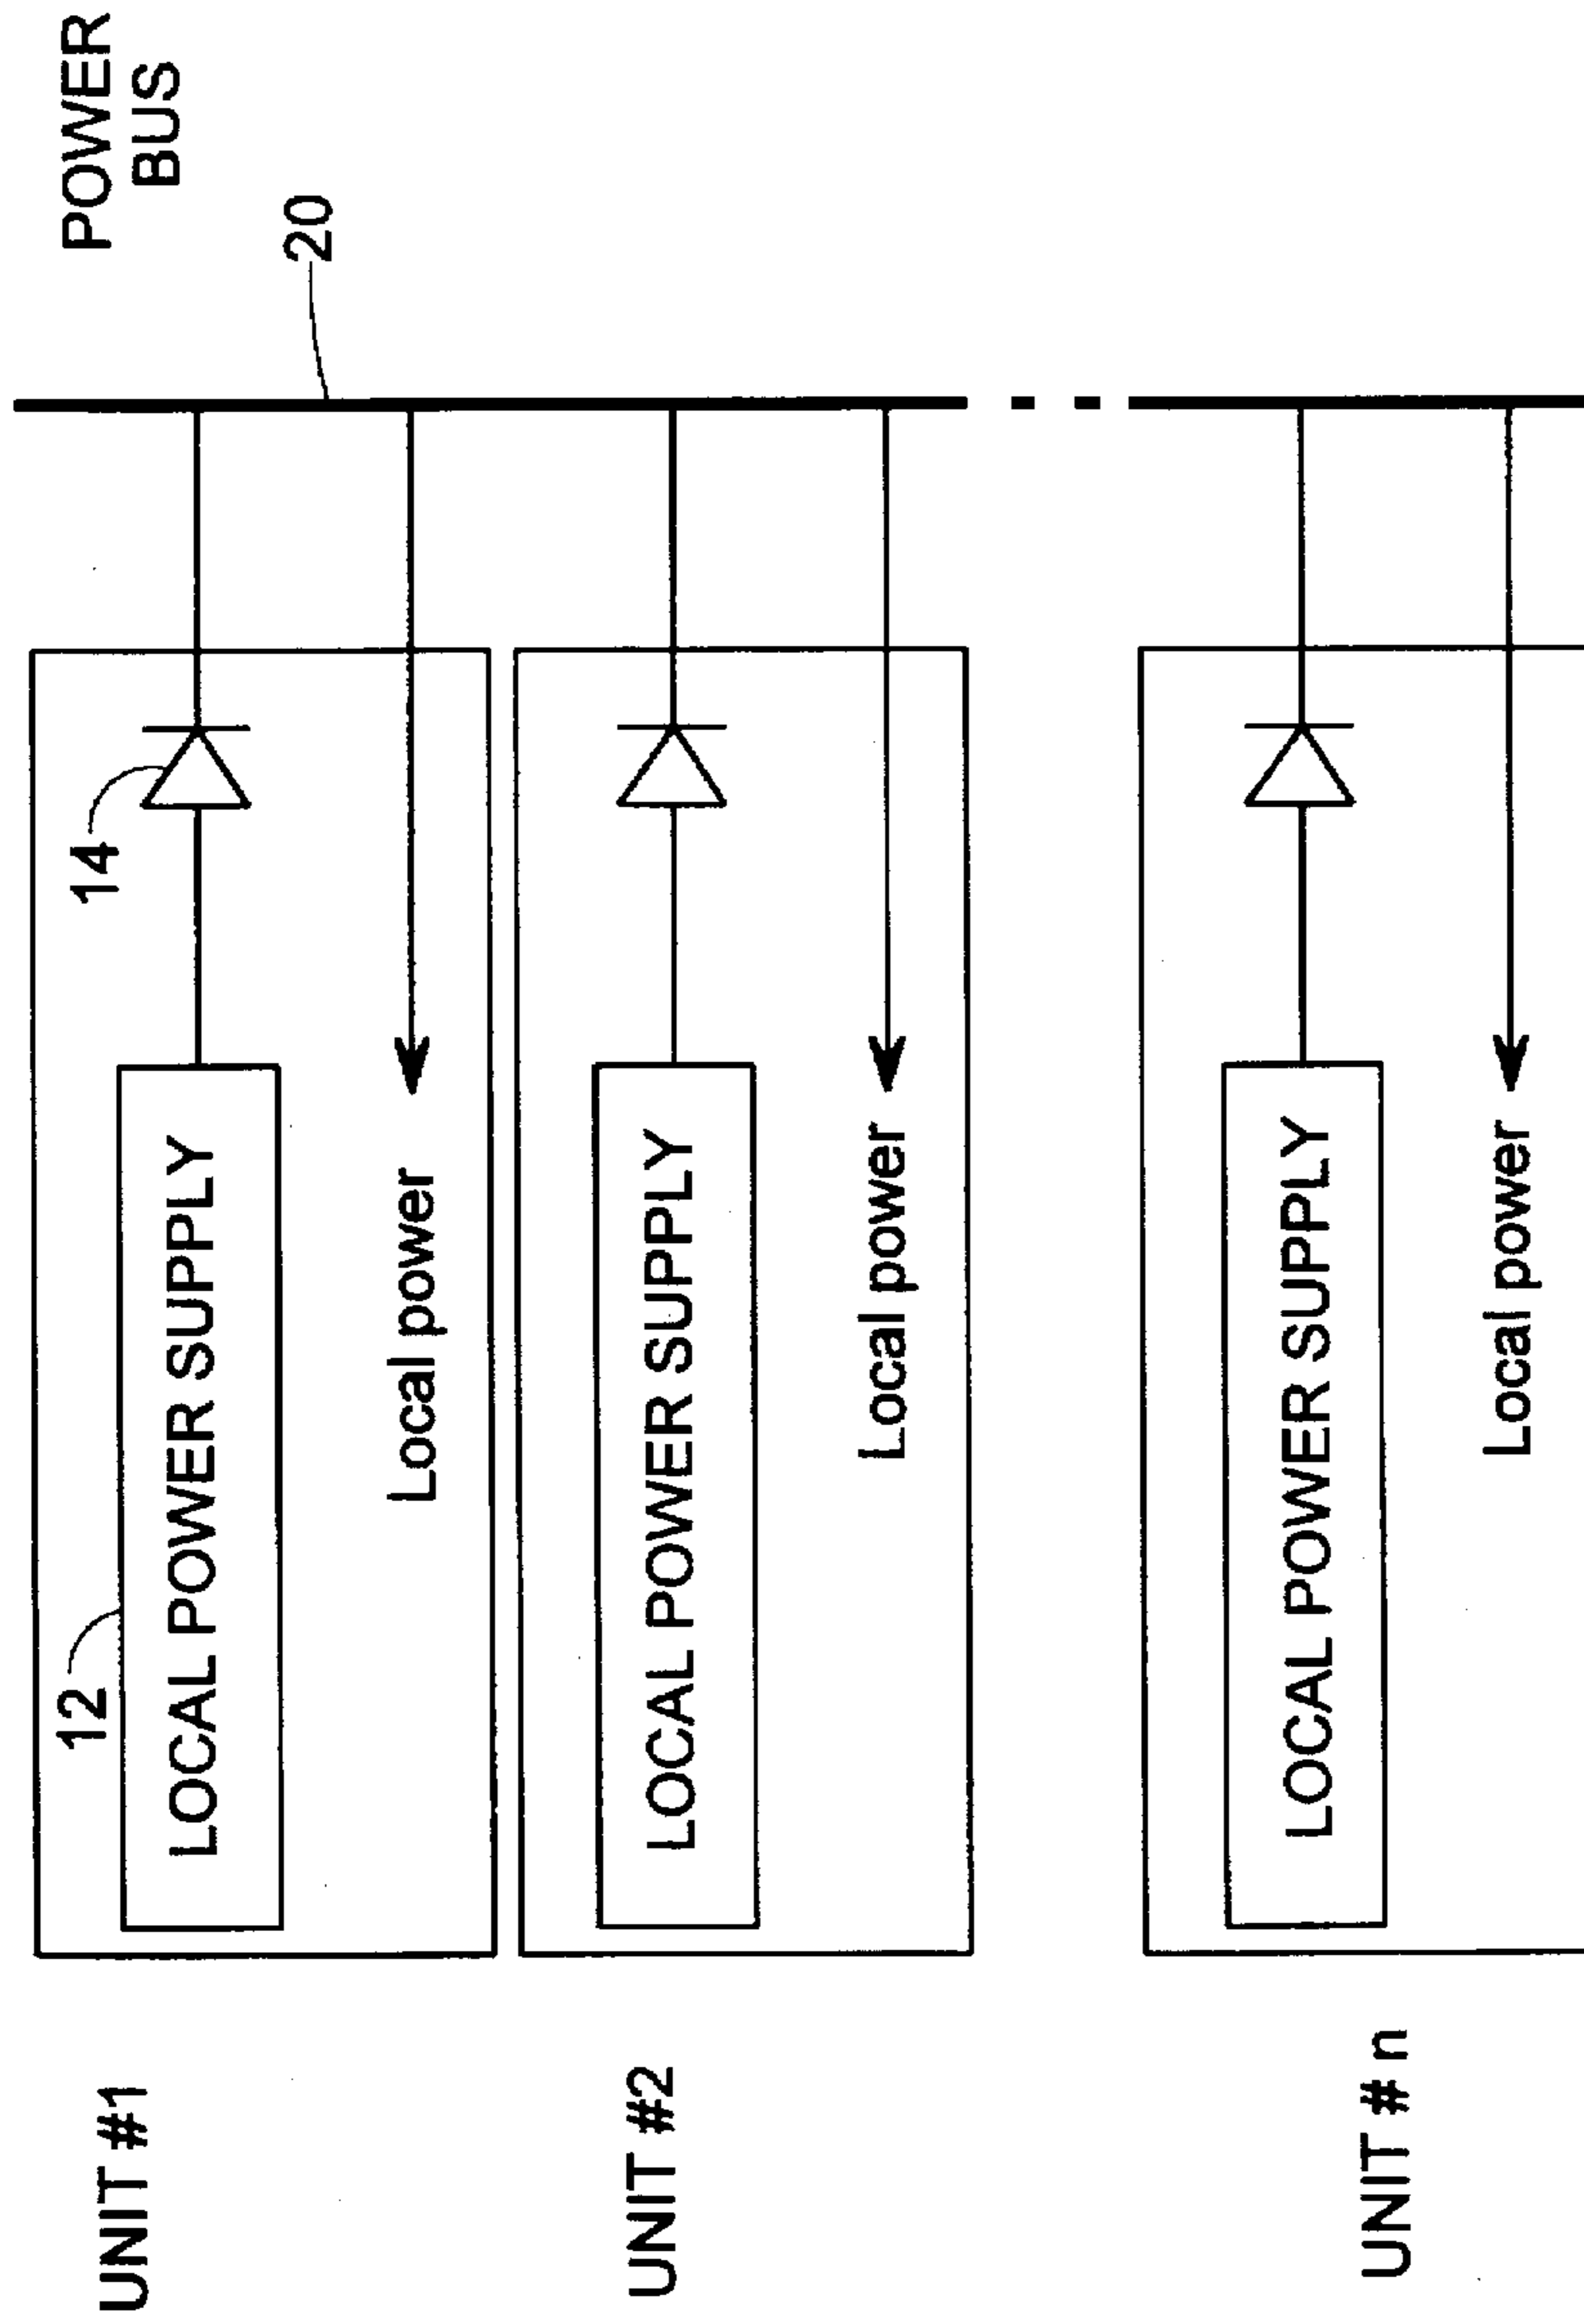 POWER
BUS
20
UNIT #1
12
14
LOCAL POWER SUPPLY
Local power
UNIT #2
LOCAL POWER SUPPLY
Local power
UNIT # n
LOCAL POWER SUPPLY
Local power